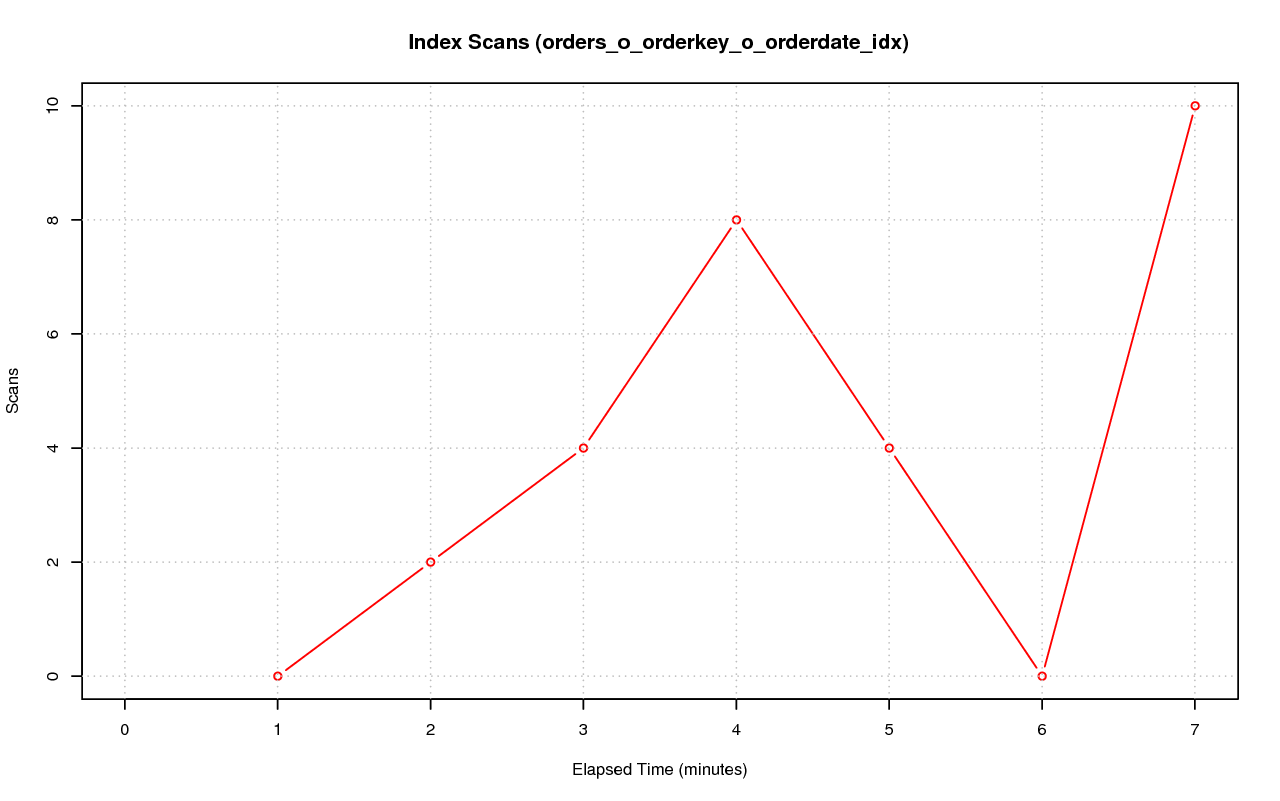 Index Scans (orders_o_orderkey_o_orderdate_idx)
Scans
10
8
6
4
2
0
0 1 2 3 4 5 6 7
Elapsed Time (minutes)